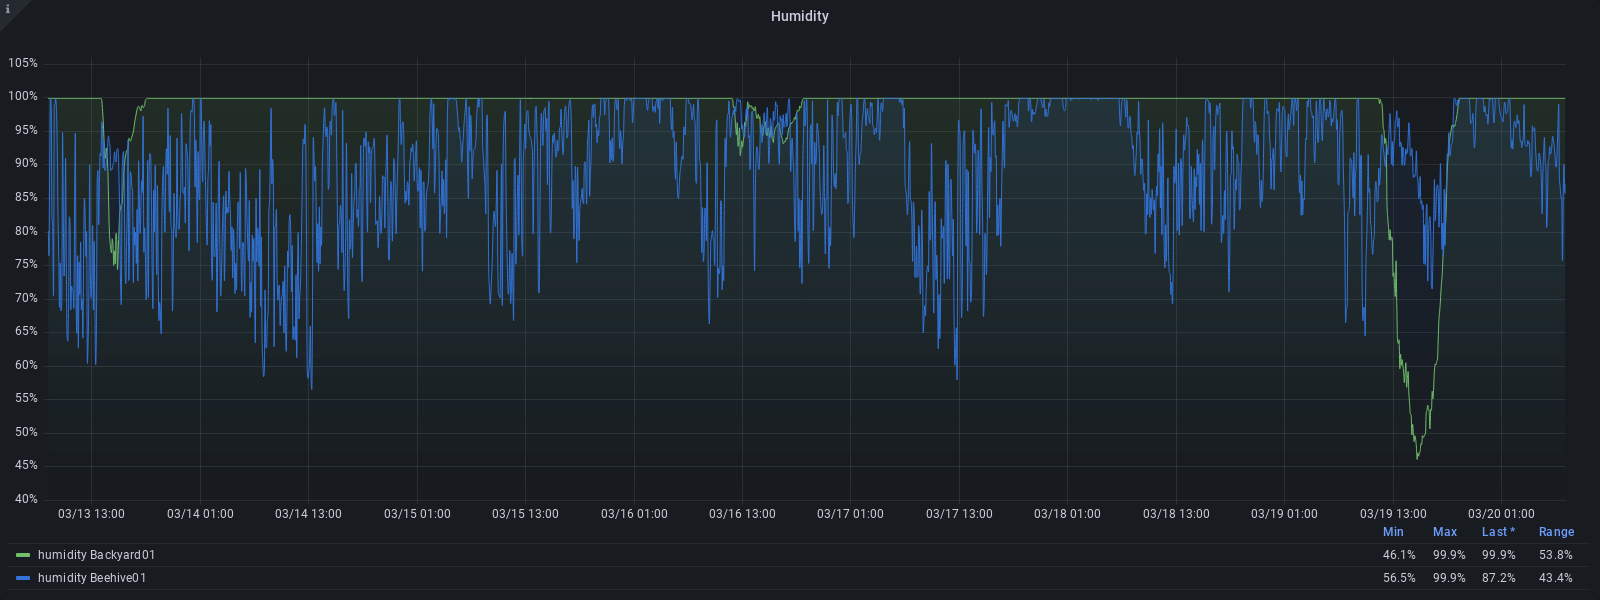 i
Humidity
105%
100%
95%
90%
85%
80%
75%
70%
65%
60%
55%
50%
45%
40%
03/13 13:00 03/14 01:00 03/14 13:00 03/15 01:00 03/15 13:00 03/16 01:00 03/16 13:00 03/17 01:00 03/17 13:00 03/18 01:00 03/18 13:00 03/19 01:00 03/19 13:00 03/20 01:00
Min Max Last * Range
humidity Backyard01 46.1% 99.9% 99.9% 53.8%
humidity Beehive01 56.5% 99.9% 87.2% 43.4%